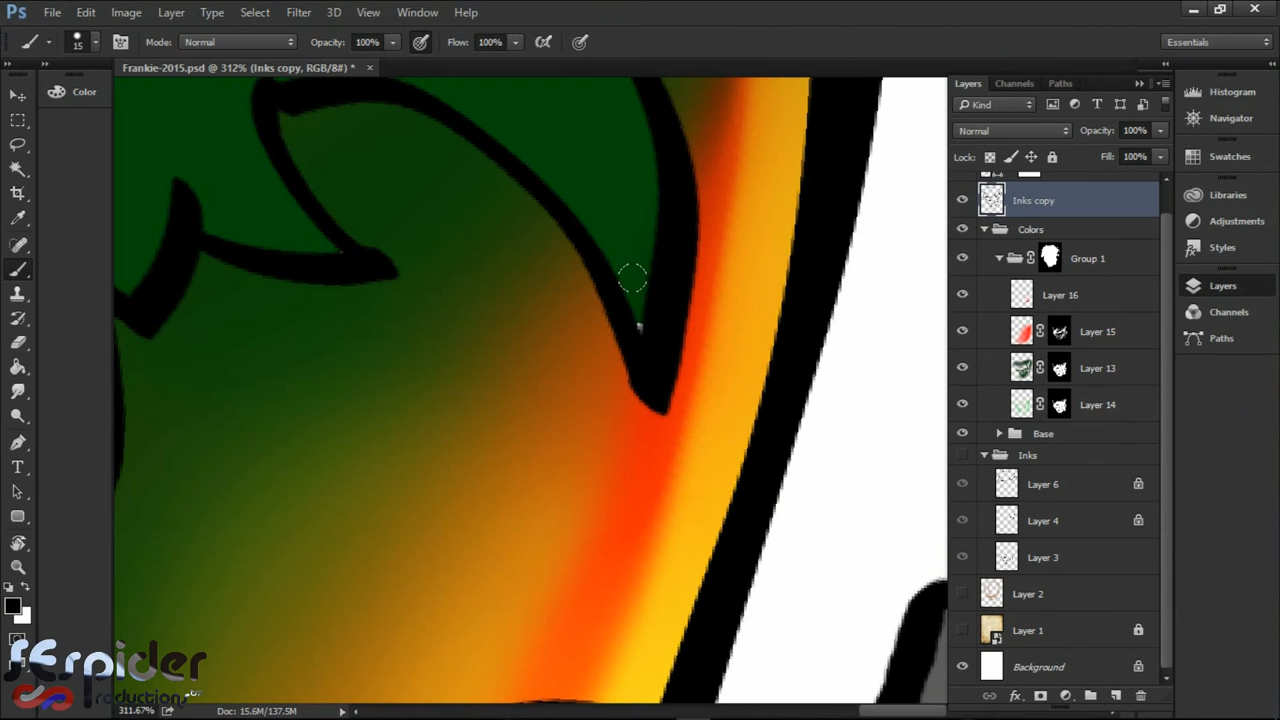 Ps File Edit Image Layer Type Select Filter 3D View Window Help
15 Mode: Normal Opacity: 100% Flow: 100% Essentials
Frankie-2015.psd @ 312% (Inks copy, RGB/8#) *
Color
Layers Channels Paths
Kind
Normal Opacity: 100%
Lock: Fill: 100%
Inks copy
Colors
Group 1
Layer 16
Layer 15
Layer 13
Layer 14
Base
Inks
Layer 6
Layer 4
Layer 3
Layer 2
Layer 1
Background
Histogram
Navigator
Swatches
Libraries
Adjustments
Styles
Layers
Channels
Paths
SErpider
Productions
311.67% Doc: 15.6M/137.5M